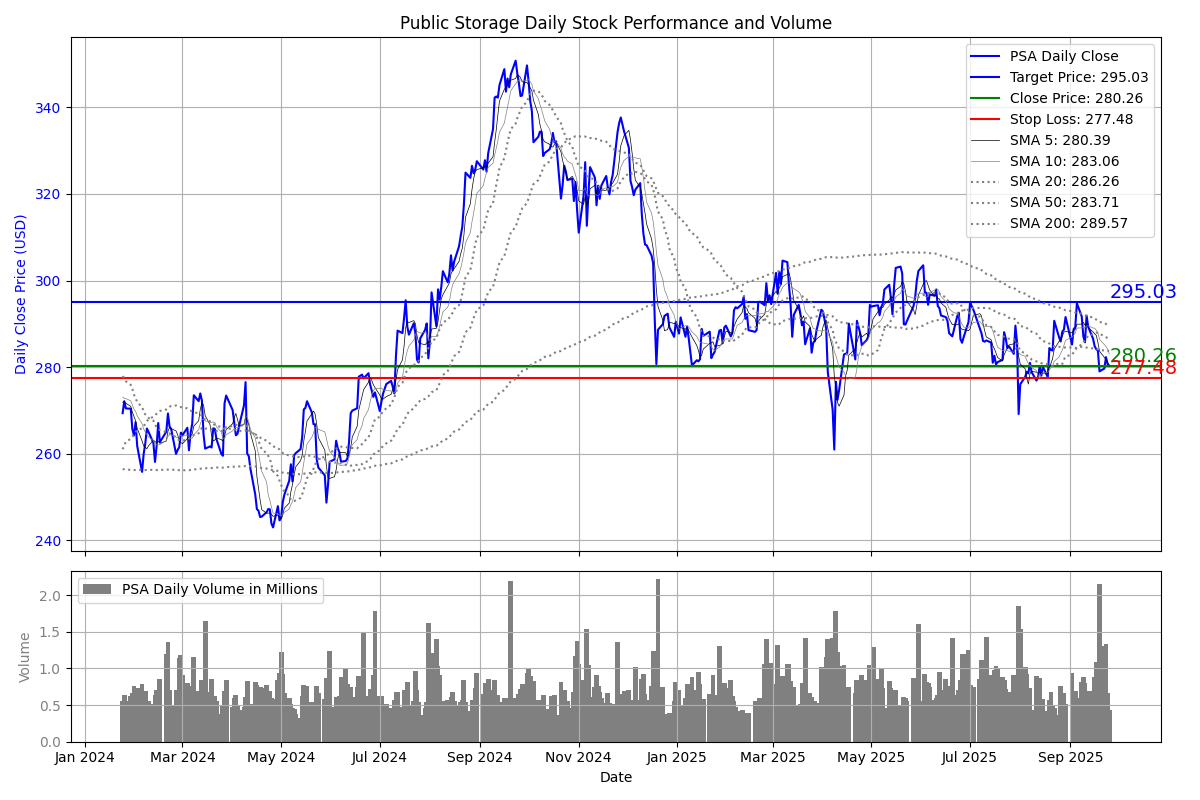 Public Storage Daily Stock Performance and Volume
Daily Close Price (USD)
340
320
300
280
260
240
PSA Daily Close
Target Price: 295.03
Close Price: 280.26
Stop Loss: 277.48
SMA 5: 280.39
SMA 10: 283.06
SMA 20: 286.26
SMA 50: 283.71
SMA 200: 289.57
295.03
280.26
277.48
PSA Daily Volume in Millions
Volume
2.0
1.5
1.0
0.5
0.0
Jan 2024 Mar 2024 May 2024 Jul 2024 Sep 2024 Nov 2024 Jan 2025 Mar 2025 May 2025 Jul 2025 Sep 2025
Date